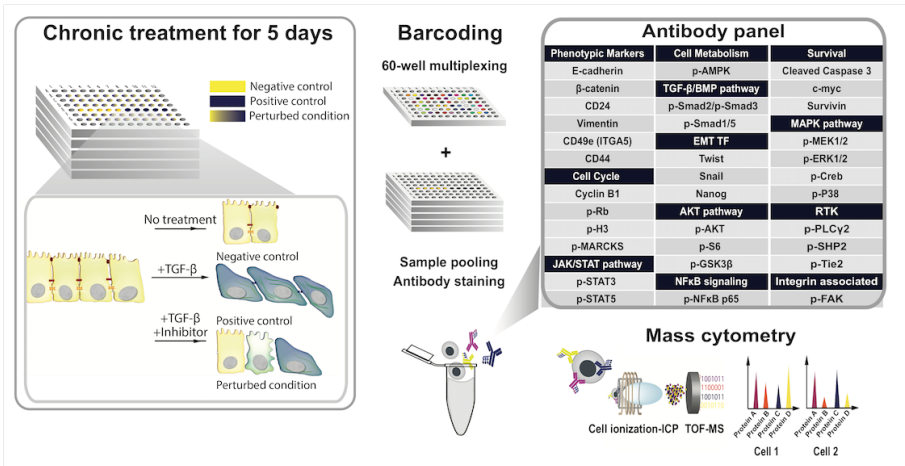 Chronic treatment for 5 days
Negative control
Positive control
Perturbed condition
No treatment
Negative control
+TGF-β
Positive control
+TGF-β
+Inhibitor
Perturbed condition
Barcoding
60-well multiplexing
+
Sample pooling
Antibody staining
Antibody panel
Phenotypic Markers Cell Metabolism Survival
E-cadherin p-AMPK Cleaved Caspase 3
β-catenin TGF-β/BMP pathway c-myc
CD24 p-Smad2/p-Smad3 Survivin
Vimentin p-Smad1/5 MAPK pathway
CD49e (ITGA5) EMT TF p-MEK1/2
CD44 Twist p-ERK1/2
Cell Cycle Snail p-Creb
Cyclin B1 Nanog p-P38
p-Rb AKT pathway RTK
p-H3 p-AKT p-PLCγ2
p-MARCKS p-S6 p-SHP2
JAK/STAT pathway p-GSK3β p-Tie2
p-STAT3 NFκB signaling Integrin associated
p-STAT5 p-NFκB p65 p-FAK
Mass cytometry
1001011
1100001
1001011
Cell ionization-ICP TOF-MS
Protein A Protein B Protein C Protein D
Cell 1
Protein A Protein B Protein C Protein D
Cell 2